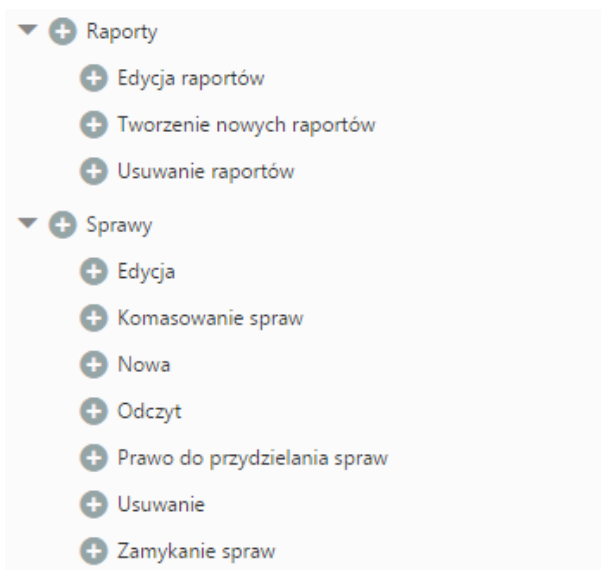 Raporty
Edycja raportów
Tworzenie nowych raportów
Usuwanie raportów
Sprawy
Edycja
Komasowanie spraw
Nowa
Odczyt
Prawo do przydzielania spraw
Usuwanie
Zamykanie spraw